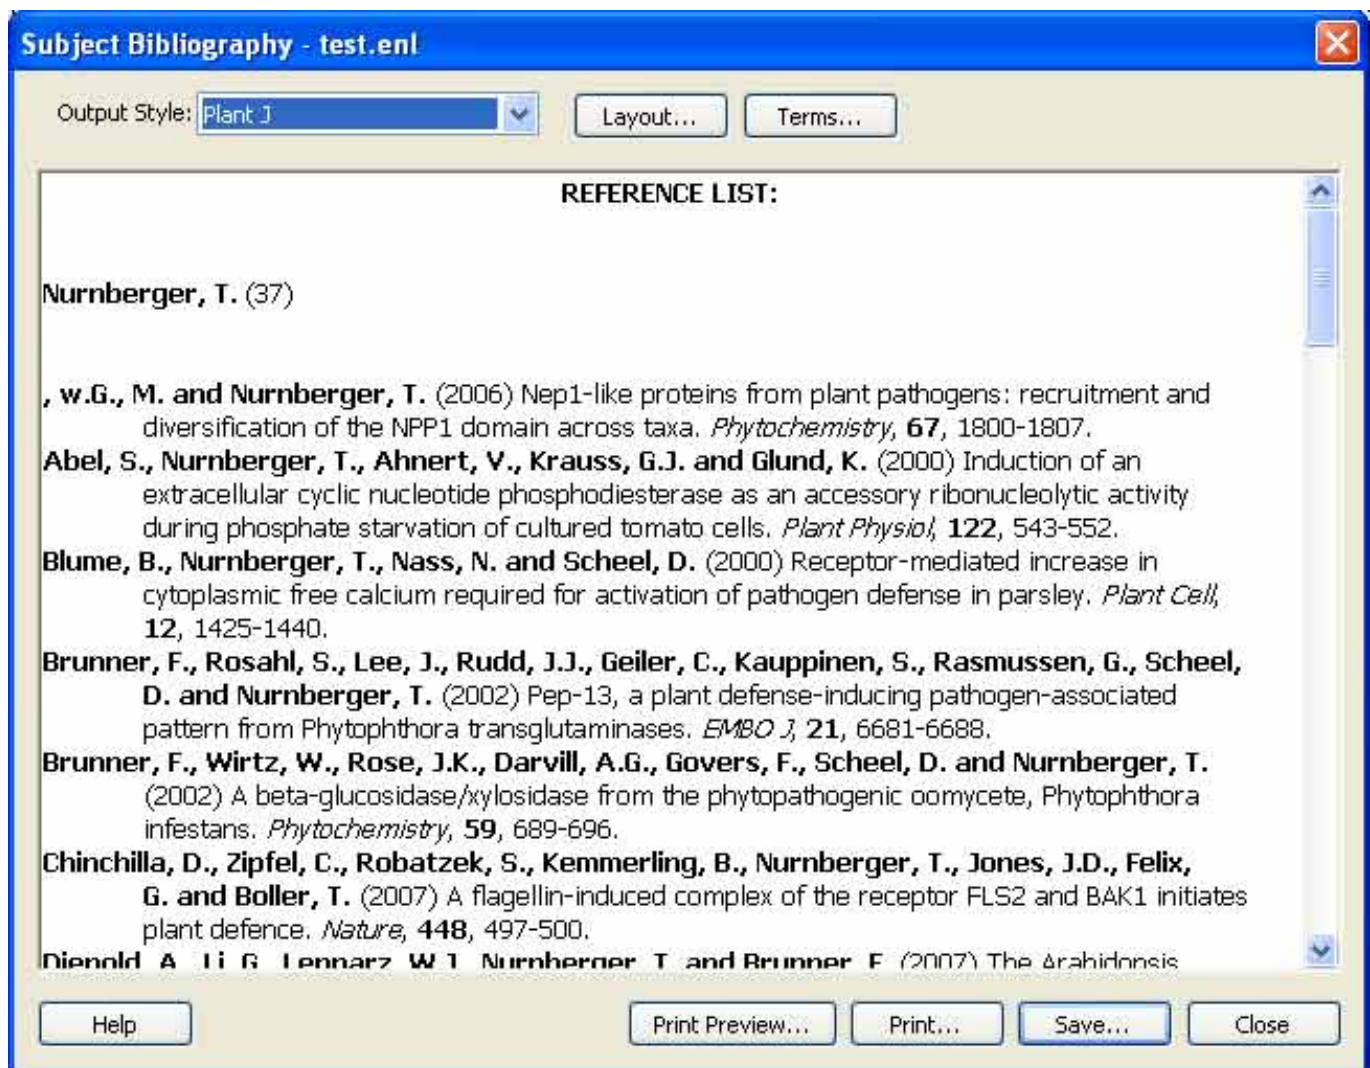 Subject Bibliography - test.enl
Output Style: Plant J Layout... Terms...
REFERENCE LIST:
Nurnberger, T. (37)
, w.G., M. and Nurnberger, T. (2006) Nep1-like proteins from plant pathogens: recruitment and
diversification of the NPP1 domain across taxa. Phytochemistry, 67, 1800-1807.
Abel, S., Nurnberger, T., Ahnert, V., Krauss, G.J. and Glund, K. (2000) Induction of an
extracellular cyclic nucleotide phosphodiesterase as an accessory ribonucleolytic activity
during phosphate starvation of cultured tomato cells. Plant Physiol, 122, 543-552.
Blume, B., Nurnberger, T., Nass, N. and Scheel, D. (2000) Receptor-mediated increase in
cytoplasmic free calcium required for activation of pathogen defense in parsley. Plant Cell,
12, 1425-1440.
Brunner, F., Rosahl, S., Lee, J., Rudd, J.J., Geiler, C., Kauppinen, S., Rasmussen, G., Scheel,
D. and Nurnberger, T. (2002) Pep-13, a plant defense-inducing pathogen-associated
pattern from Phytophthora transglutaminases. EMBO J, 21, 6681-6688.
Brunner, F., Wirtz, W., Rose, J.K., Darvill, A.G., Govers, F., Scheel, D. and Nurnberger, T.
(2002) A beta-glucosidase/xylosidase from the phytopathogenic oomycete, Phytophthora
infestans. Phytochemistry, 59, 689-696.
Chinchilla, D., Zipfel, C., Robatzek, S., Kemmerling, B., Nurnberger, T., Jones, J.D., Felix,
G. and Boller, T. (2007) A flagellin-induced complex of the receptor FLS2 and BAK1 initiates
plant defence. Nature, 448, 497-500.
Diepold, A., Li, G., Lennarz, W.J., Nurnberger, T. and Brunner, F. (2007) The Arabidopsis
Help Print Preview... Print... Save... Close